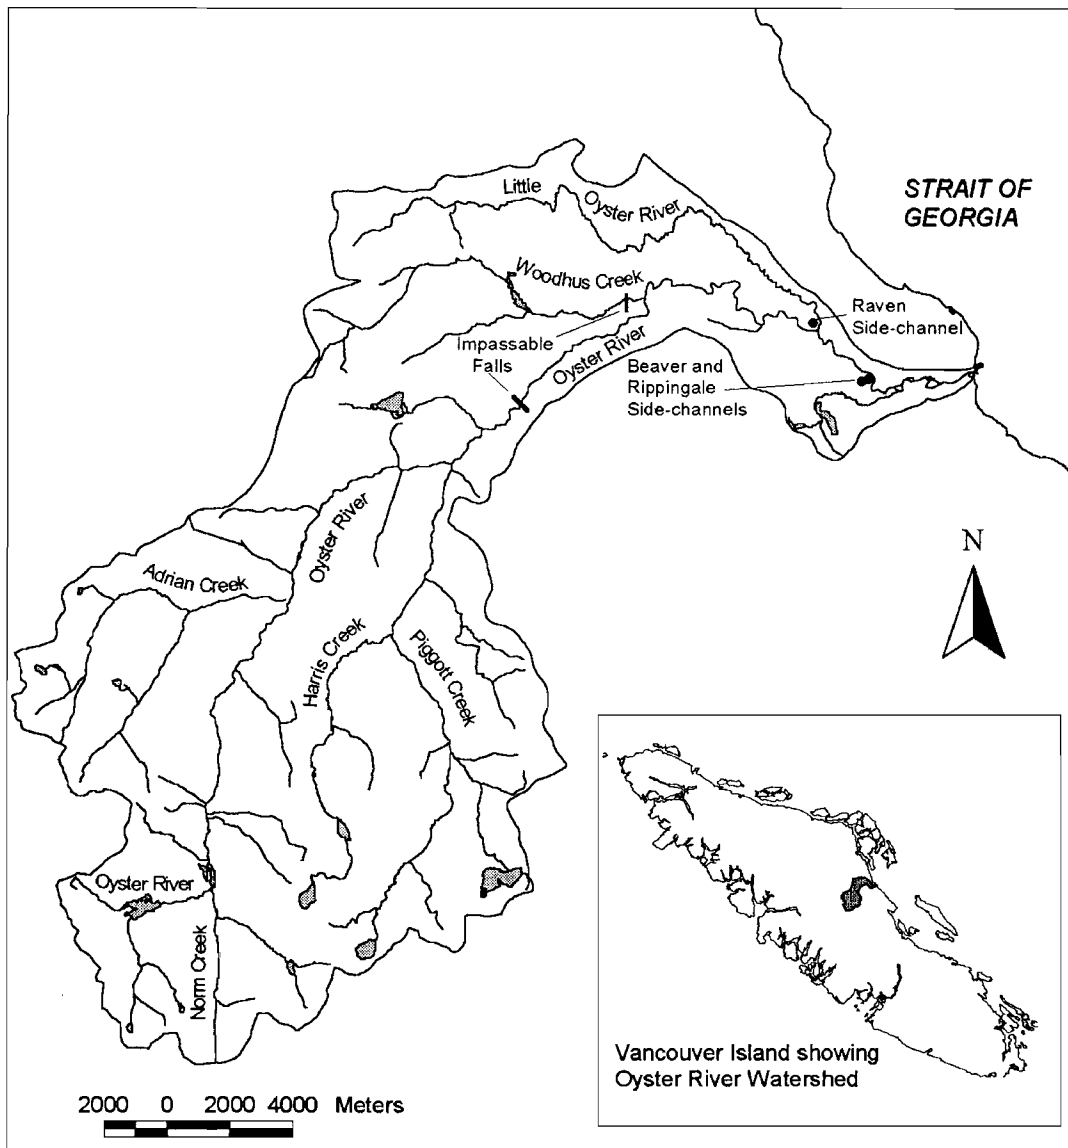 STRAIT OF
GEORGIA
Little
Oyster River
Woodhus Creek
Raven
Side-channel
Impassable
Falls
Oyster River
Beaver and
Rippingale
Side-channels
Oyster River
Adrian Creek
Harris Creek
Piggott Creek
N
Oyster River
Norm Creek
Vancouver Island showing
Oyster River Watershed
2000 0 2000 4000 Meters